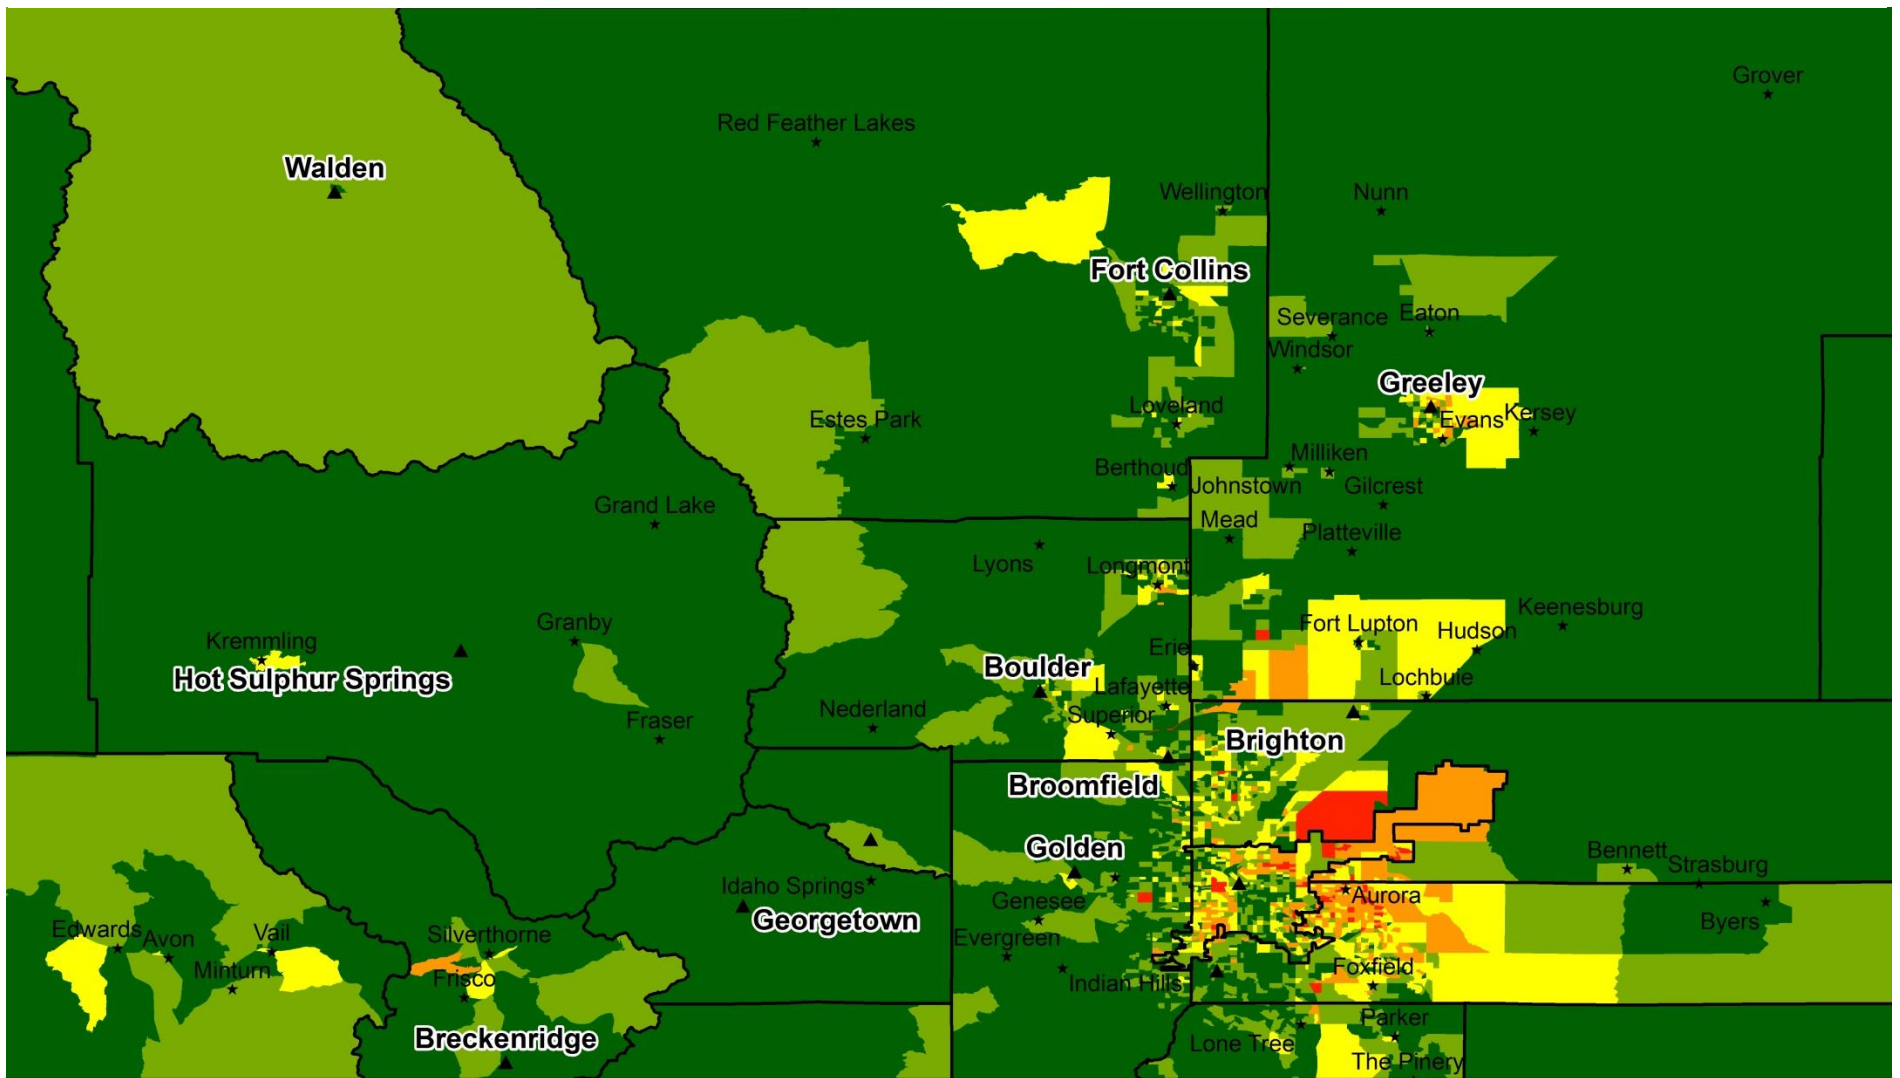 Grover
Red Feather Lakes
Walden
Wellington
Nunn
Fort Collins
Severance
Eaton
Windsor
Greeley
Loveland
Estes Park
Evans
Kersey
Milliken
Berthoud
Johnstown
Gilcrest
Grand Lake
Mead
Platteville
Lyons
Longmont
Keenesburg
Granby
Fort Lupton
Hudson
Kremmling
Erie
Boulder
Hot Sulphur Springs
Lafayette
Lochbuie
Nederland
Superior
Fraser
Brighton
Broomfield
Golden
Bennett
Strasburg
Idaho Springs
Aurora
Genesee
Georgetown
Byers
Edwards
Avon
Vail
Silverthorne
Evergreen
Minturn
Frisco
Foxfield
Indian Hills
Parker
Breckenridge
Lone Tree
The Pinery